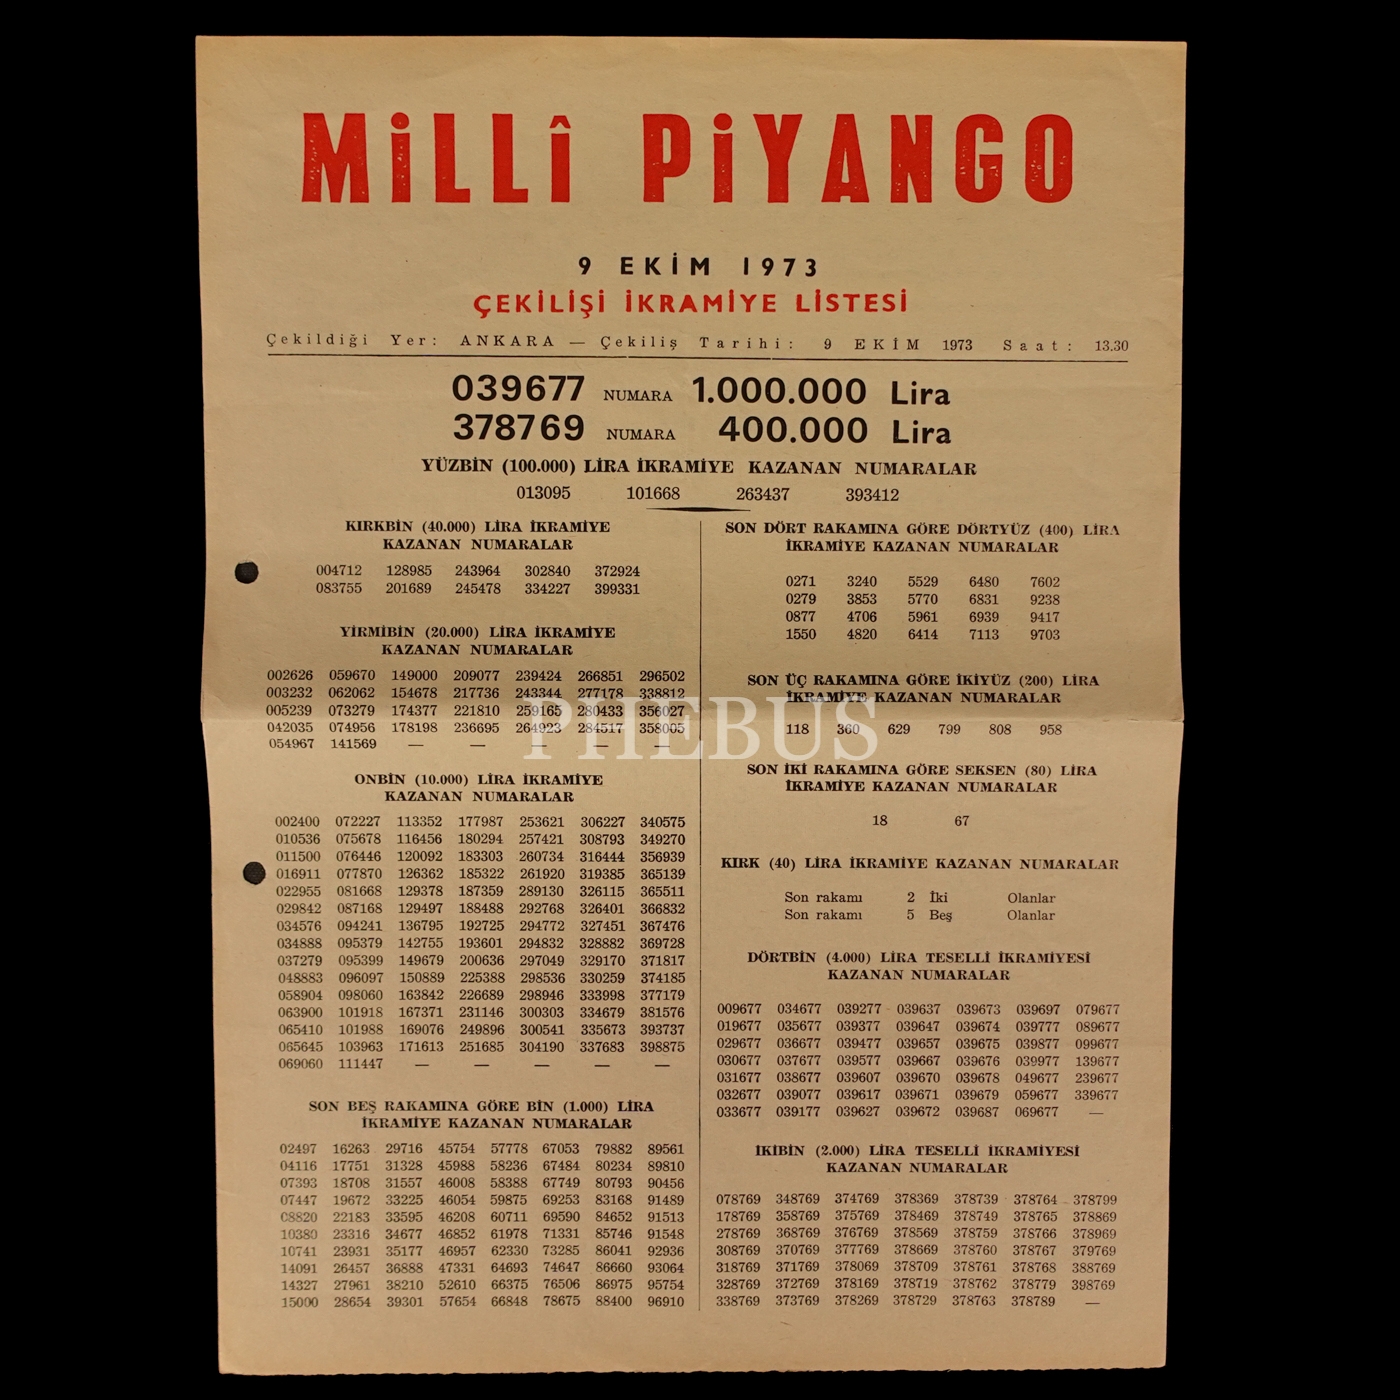 MİLLÎ PİYANGO
9 EKİM 1973
ÇEKİLİŞİ İKRAMİYE LİSTESİ
Çekildiği Yer: ANKARA — Çekiliş Tarihi: 9 EKİM 1973 Saat: 13.30
039677 NUMARA 1.000.000 Lira
378769 NUMARA 400.000 Lira
YÜZBİN (100.000) LİRA İKRAMİYE KAZANAN NUMARALAR
013095 101668 263437 393412
KIRKBİN (40.000) LİRA İKRAMİYE
KAZANAN NUMARALAR
004712 128985 243964 302840 372924
083755 201689 245478 334227 399331
YİRMİBİN (20.000) LİRA İKRAMİYE
KAZANAN NUMARALAR
002626 059670 149000 209077 239424 266851 296502
003232 062062 154678 217736 243344 277178 338812
005239 073279 174377 221810 259165 280433 356027
042035 074956 178198 236695 264923 284517 358005
054967 141569 — — — — —
ONBİN (10.000) LİRA İKRAMİYE
KAZANAN NUMARALAR
002400 072227 113352 177987 253621 306227 340575
010536 075678 116456 180294 257421 308793 349270
011500 076446 120092 183303 260734 316444 356939
016911 077870 126362 185322 261920 319385 365139
022955 081668 129378 187359 289130 326115 365511
029842 087168 129497 188488 292768 326401 366832
034576 094241 136795 192725 294772 327451 367476
034888 095379 142755 193601 294832 328882 369728
037279 095399 149679 200636 297049 329170 371817
048883 096097 150889 225388 298536 330259 374185
058904 098060 163842 226689 298946 333998 377179
063900 101918 167371 231146 300303 334679 381576
065410 101988 169076 249896 300541 335673 393737
065645 103963 171613 251685 304190 337683 398875
069060 111447 — — — — —
SON BEŞ RAKAMINA GÖRE BİN (1.000) LİRA
İKRAMİYE KAZANAN NUMARALAR
02497 16263 29716 45754 57778 67053 79882 89561
04116 17751 31328 45988 58236 67484 80234 89810
07393 18708 31557 46008 58388 67749 80793 90456
07447 19672 33225 46054 59875 69253 83168 91489
08820 22183 33595 46208 60711 69590 84652 91513
10380 23316 34677 46852 61978 71331 85746 91548
10741 23931 35177 46957 62330 73285 86041 92936
14091 26457 36888 47331 64693 74647 86660 93064
14327 27961 38210 52610 66375 76506 86975 95754
15000 28654 39301 57654 66848 78675 88400 96910
SON DÖRT RAKAMINA GÖRE DÖRTYÜZ (400) LİRA
İKRAMİYE KAZANAN NUMARALAR
0271 3240 5529 6480 7602
0279 3853 5770 6831 9238
0877 4706 5961 6939 9417
1550 4820 6414 7113 9703
SON ÜÇ RAKAMINA GÖRE İKİYÜZ (200) LİRA
İKRAMİYE KAZANAN NUMARALAR
118 360 629 799 808 958
SON İKİ RAKAMINA GÖRE SEKSEN (80) LİRA
İKRAMİYE KAZANAN NUMARALAR
18 67
KIRK (40) LİRA İKRAMİYE KAZANAN NUMARALAR
Son rakamı 2 İki Olanlar
Son rakamı 5 Beş Olanlar
DÖRTBİN (4.000) LİRA TESELLİ İKRAMİYESİ
KAZANAN NUMARALAR
009677 034677 039277 039637 039673 039697 079677
019677 035677 039377 039647 039674 039777 089677
029677 036677 039477 039657 039675 039877 099677
030677 037677 039577 039667 039676 039977 139677
031677 038677 039607 039670 039678 049677 239677
032677 039077 039617 039671 039679 059677 339677
033677 039177 039627 039672 039687 069677 —
İKİBİN (2.000) LİRA TESELLİ İKRAMİYESİ
KAZANAN NUMARALAR
078769 348769 374769 378369 378739 378764 378799
178769 358769 375769 378469 378749 378765 378869
278769 368769 376769 378569 378759 378766 378969
308769 370769 377769 378669 378760 378767 379769
318769 371769 378069 378709 378761 378768 388769
328769 372769 378169 378719 378762 378779 398769
338769 373769 378269 378729 378763 378789 —
PHEBUS